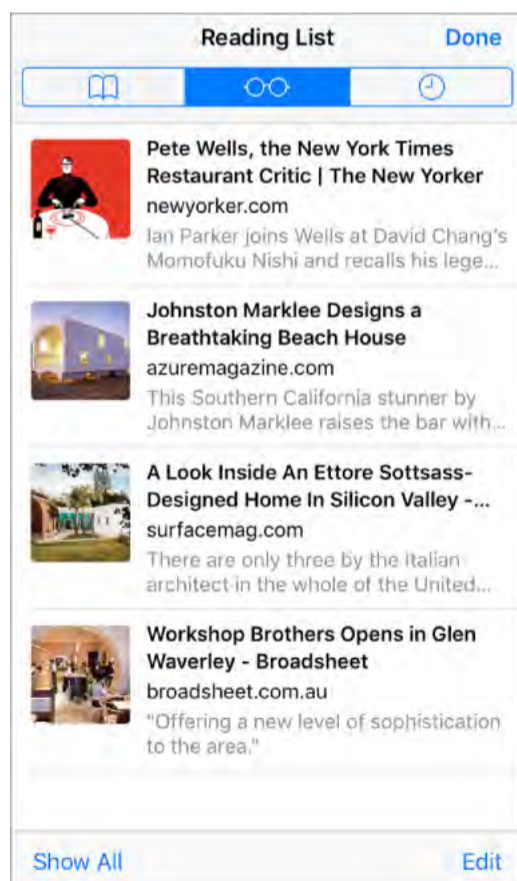 Reading List
Done
Pete Wells, the New York Times
Restaurant Critic | The New Yorker
newyorker.com
Ian Parker joins Wells at David Chang's
Momofuku Nishi and recalls his lege...
Johnston Marklee Designs a
Breathtaking Beach House
azuremagazine.com
This Southern California stunner by
Johnston Marklee raises the bar with...
A Look Inside An Ettore Sottsass-
Designed Home In Silicon Valley -...
surfacemag.com
There are only three by the Italian
architect in the whole of the United...
Workshop Brothers Opens in Glen
Waverley - Broadsheet
broadsheet.com.au
"Offering a new level of sophistication
to the area."
Show All
Edit